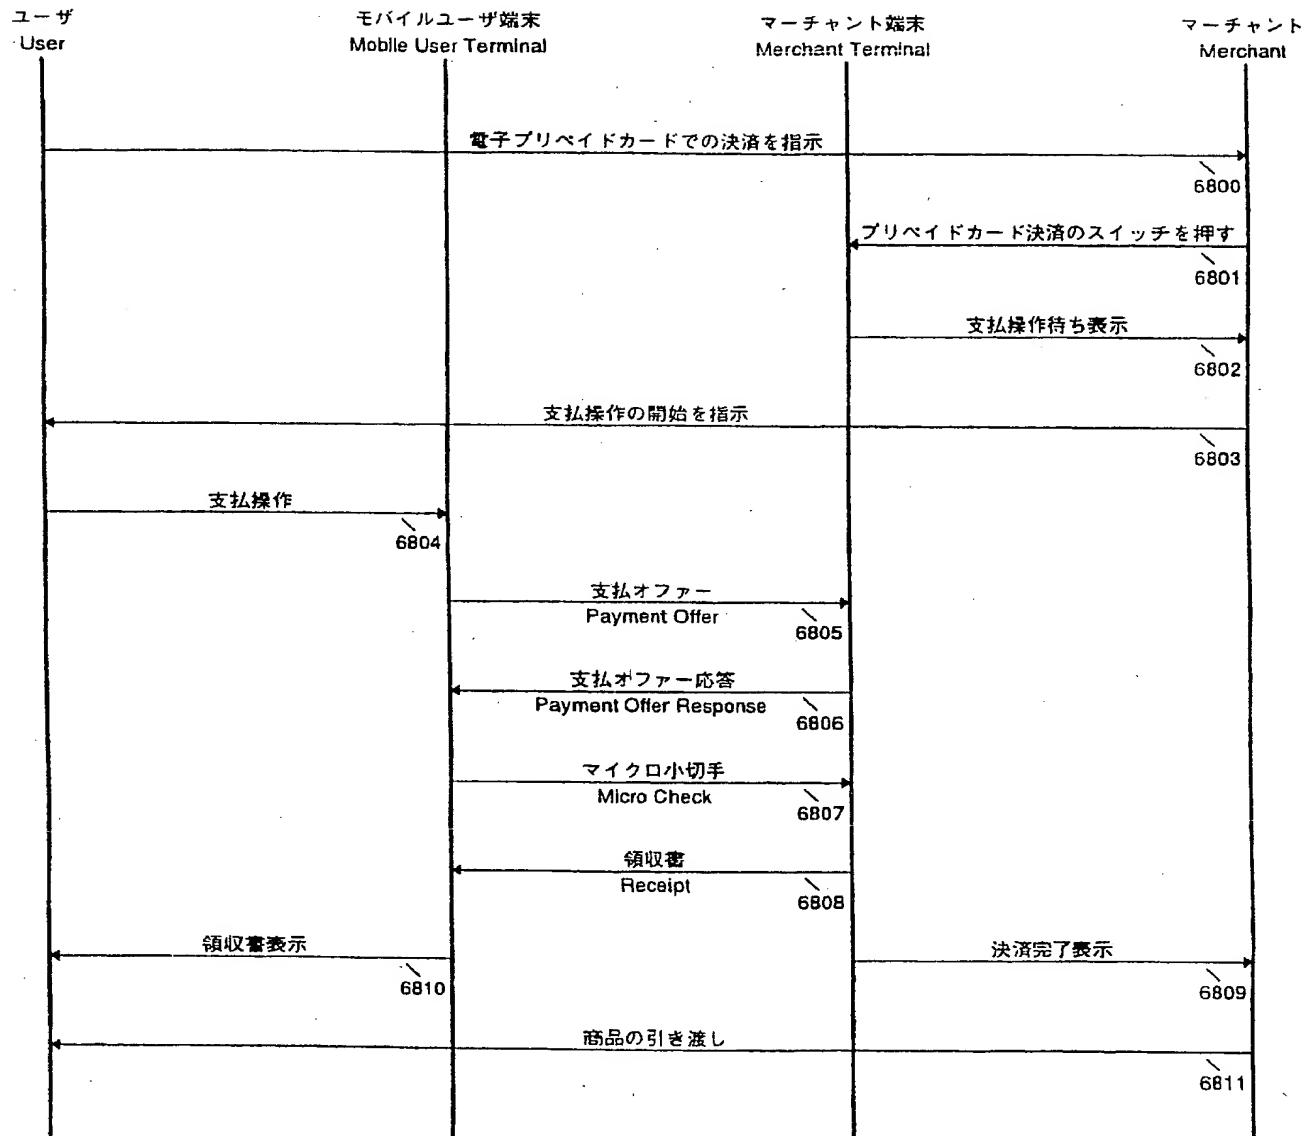 ユーザ
User
モバイルユーザ端末
Mobile User Terminal
マーチャント端末
Merchant Terminal
マーチャント
Merchant
電子プリペイドカードでの決済を指示
6800
プリペイドカード決済のスイッチを押す
6801
支払操作待ち表示
6802
支払操作の開始を指示
6803
支払操作
6804
支払オファー
Payment Offer
6805
支払オファー応答
Payment Offer Response
6806
マイクロ小切手
Micro Check
6807
領収書
Receipt
6808
領収書表示
6810
決済完了表示
6809
商品の引き渡し
6811